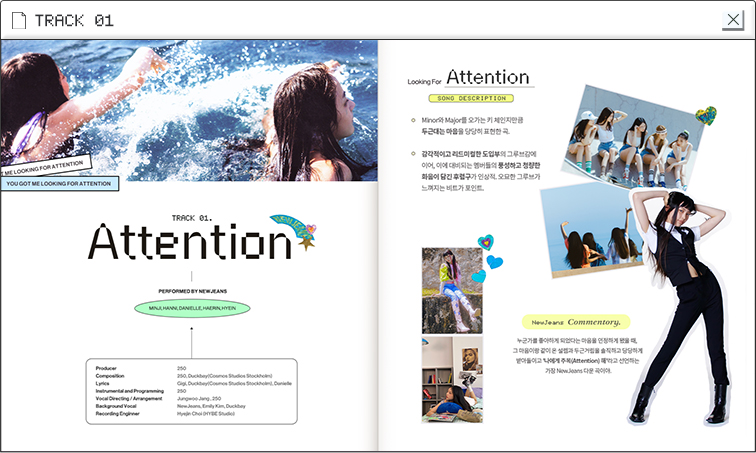 TRACK 01
T ME LOOKING FOR ATTENTION
YOU GOT ME LOOKING FOR ATTENTION
TRACK 01.
Attention
PERFORMED BY NEWJEANS
MINJI, HANNI, DANIELLE, HAERIN, HYEIN
Producer 250
Composition 250, Duckbay(Cosmos Studios Stockholm)
Lyrics Gigi, Duckbay(Cosmos Studios Stockholm), Danielle
Instrumental and Programming 250
Vocal Directing / Arrangement Jungwoo Jang, 250
Background Vocal NewJeans, Emily Kim, Duckbay
Recording Enginner Hyejin Choi (HYBE Studio)
Looking For Attention
SONG DESCRIPTION
Minor와 Major를 오가는 키 체인지만큼
두근대는 마음을 당당히 표현한 곡.
감각적이고 리드미컬한 도입부의 그루브감에
이어, 이에 대비되는 멤버들의 풍성하고 청량한
화음이 담긴 후렴구가 인상적. 오묘한 그루브가
느껴지는 비트가 포인트.
NewJeans Commentary.
누군가를 좋아하게 되었다는 마음을 인정하게 됐을 때,
그 마음이랑 같이 온 설렘과 두근거림을 솔직하고 당당하게
받아들이고 '나에게 주목(Attention) 해'라고 선언하는
가장 NewJeans 다운 곡이야.